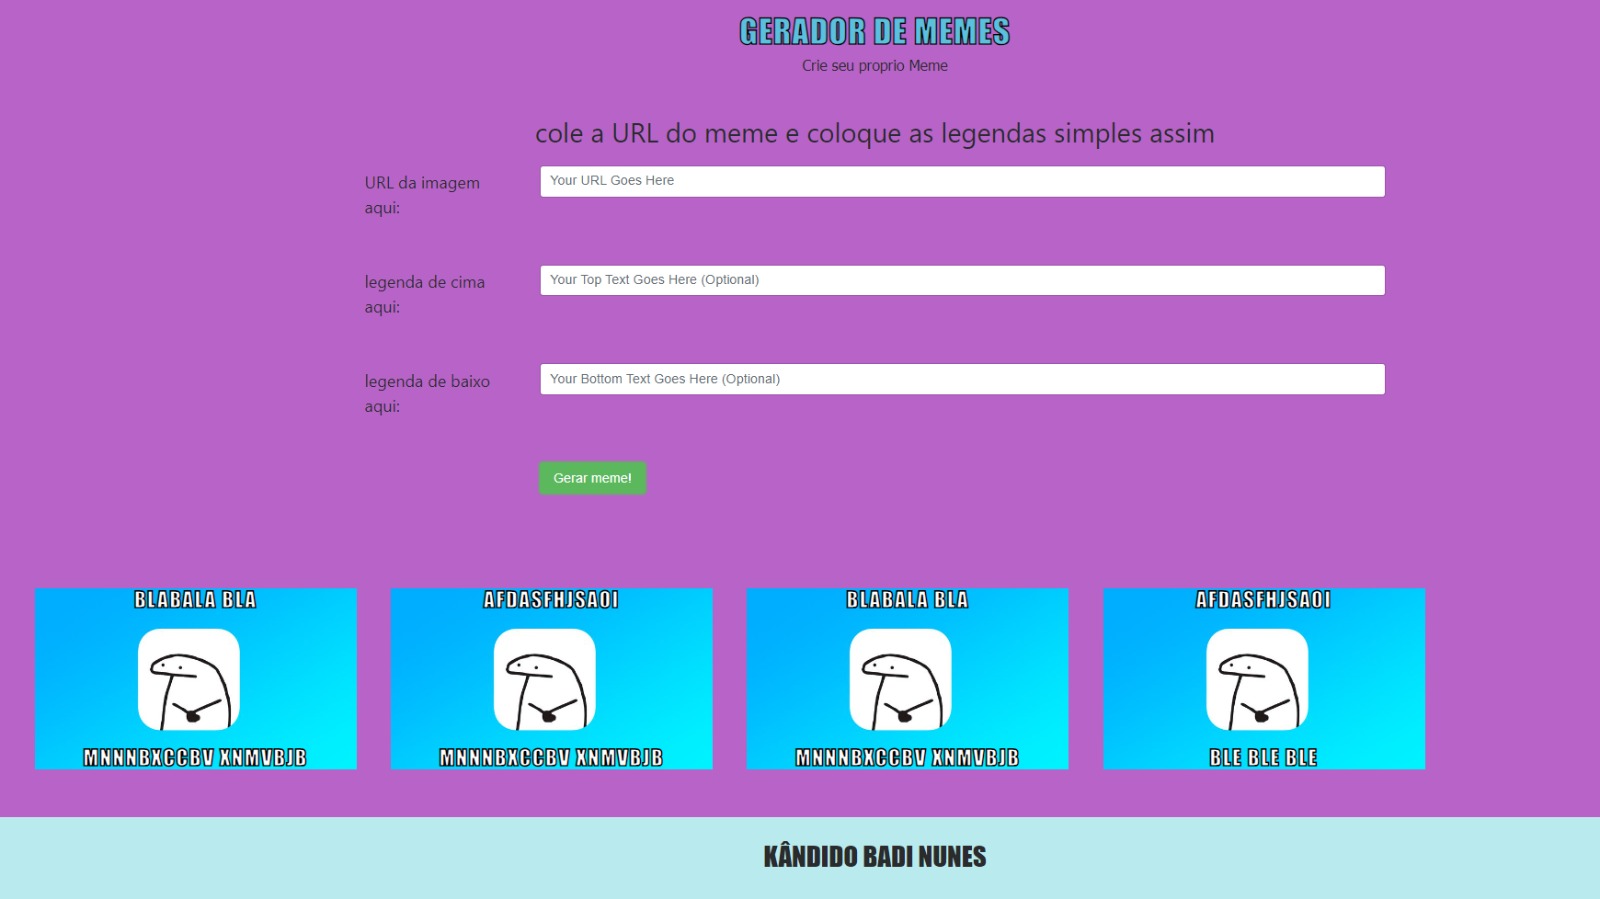 GERADOR DE MEMES
Crie seu proprio Meme
cole a URL do meme e coloque as legendas simples assim
URL da imagem
aqui:
Your URL Goes Here
legenda de cima
aqui:
Your Top Text Goes Here (Optional)
legenda de baixo
aqui:
Your Bottom Text Goes Here (Optional)
Gerar meme!
BLABALA BLA
MNNNBXCCBV XNMVBJB
AFDASFHJSAOI
MNNNBXCCBV XNMVBJB
BLABALA BLA
MNNNBXCCBV XNMVBJB
AFDASFHJSAOI
BLE BLE BLE
KÂNDIDO BADI NUNES